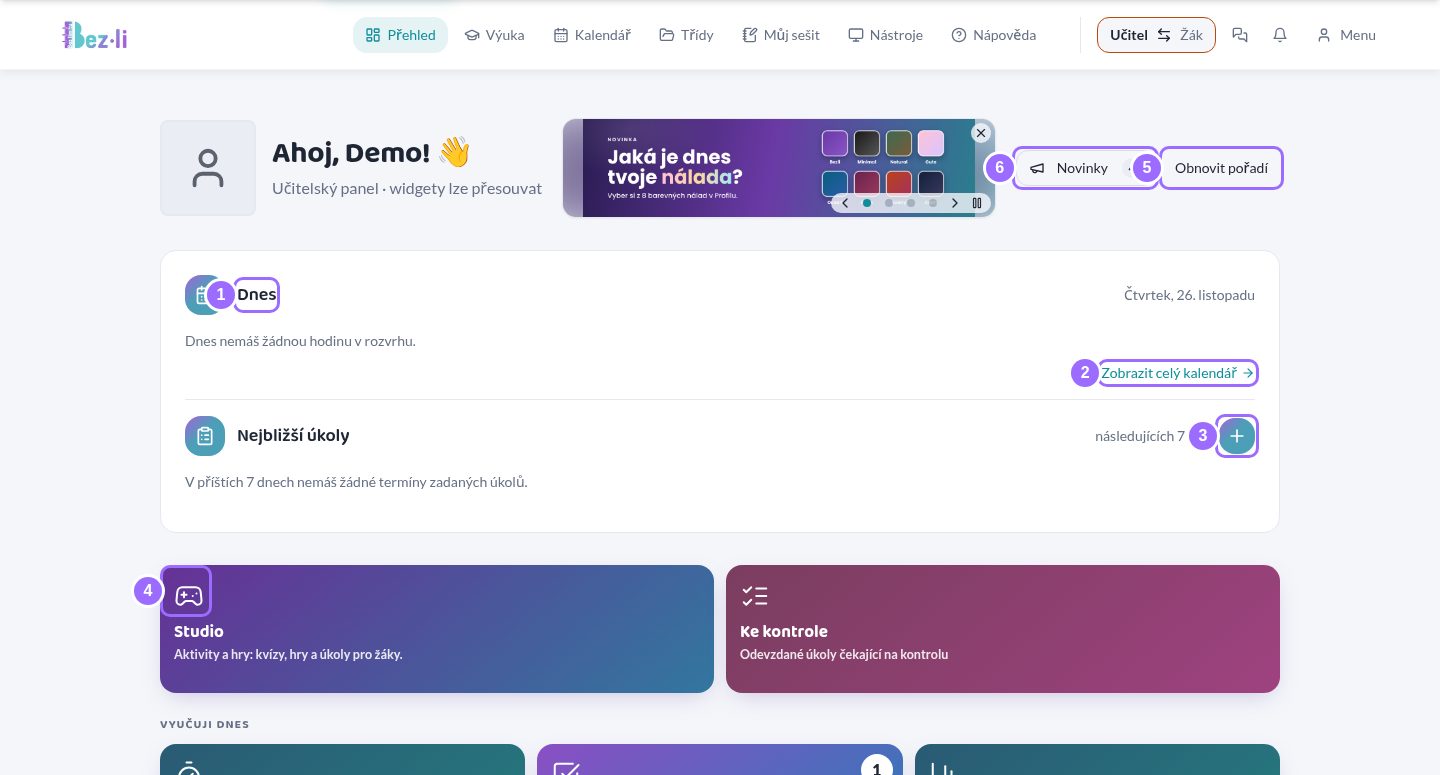 Bez·li
Přehled
Výuka
Kalendář
Třídy
Můj sešit
Nástroje
Nápověda
Učitel
Žák
Menu
Ahoj, Demo! 👋
Učitelský panel · widgety lze přesouvat
NOVINKA
Jaká je dnes
tvoje nálada?
Vyber si z 8 barevných nálad v Profilu.
Bezli
Minimal
Natural
Cute
6
Novinky
5
Obnovit pořadí
1
Dnes
Čtvrtek, 26. listopadu
Dnes nemáš žádnou hodinu v rozvrhu.
2
Zobrazit celý kalendář →
Nejbližší úkoly
následujících 7
3
V příštích 7 dnech nemáš žádné termíny zadaných úkolů.
4
Studio
Aktivity a hry: kvízy, hry a úkoly pro žáky.
Ke kontrole
Odevzdané úkoly čekající na kontrolu
VYUČUJI DNES
1